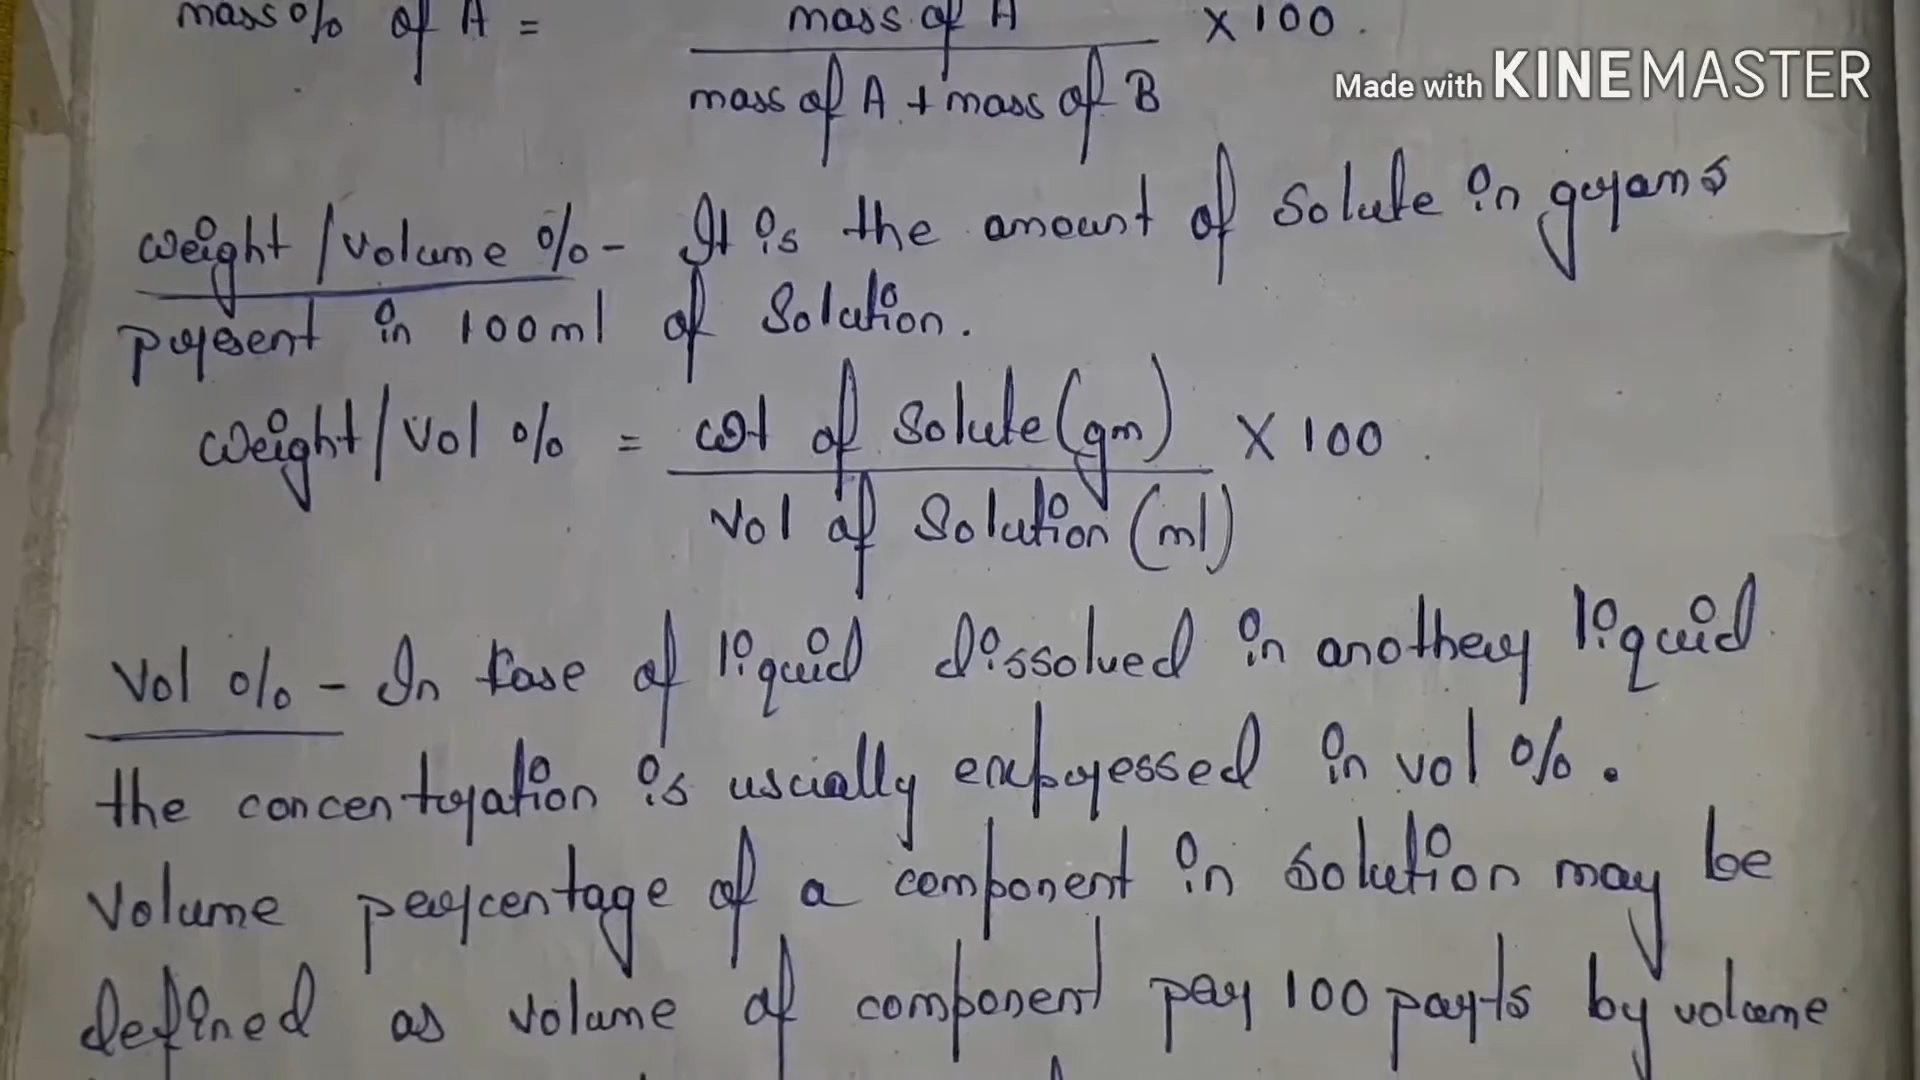 mass% of A = mass of A × 100.
mass of A + mass of B
Made with KINEMASTER
weight/volume % - It is the amount of solute in grams
present in 100ml of Solution.
weight/vol % = wt of Solute (gm) × 100.
vol of Solution (ml)
Vol % - In case of liquid dissolved in another liquid
the concentration is usually expressed in vol %.
Volume percentage of a component in solution may be
defined as volume of component per 100 parts by volume